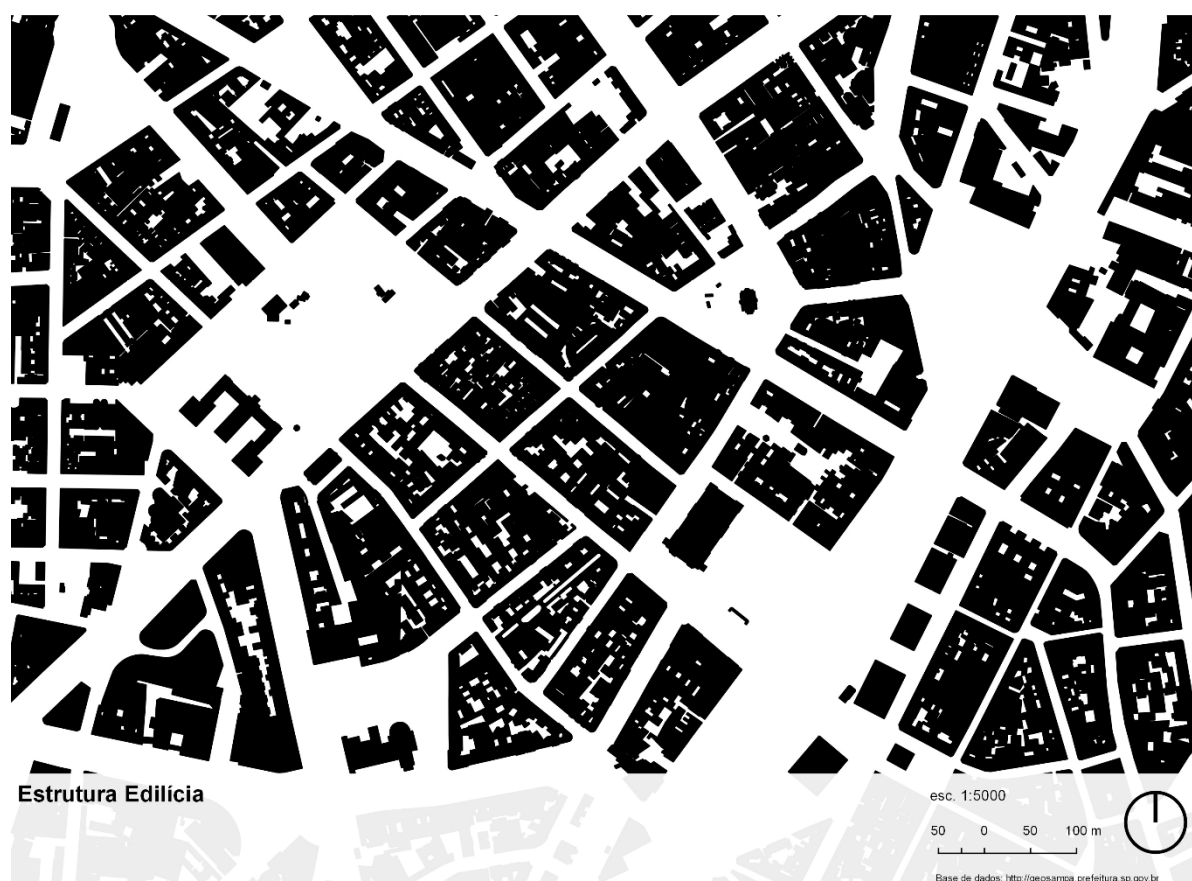 Estrutura Edilícia
esc. 1:5000
50 0 50 100 m
Base de dados: http://geosampa.prefeitura.sp.gov.br